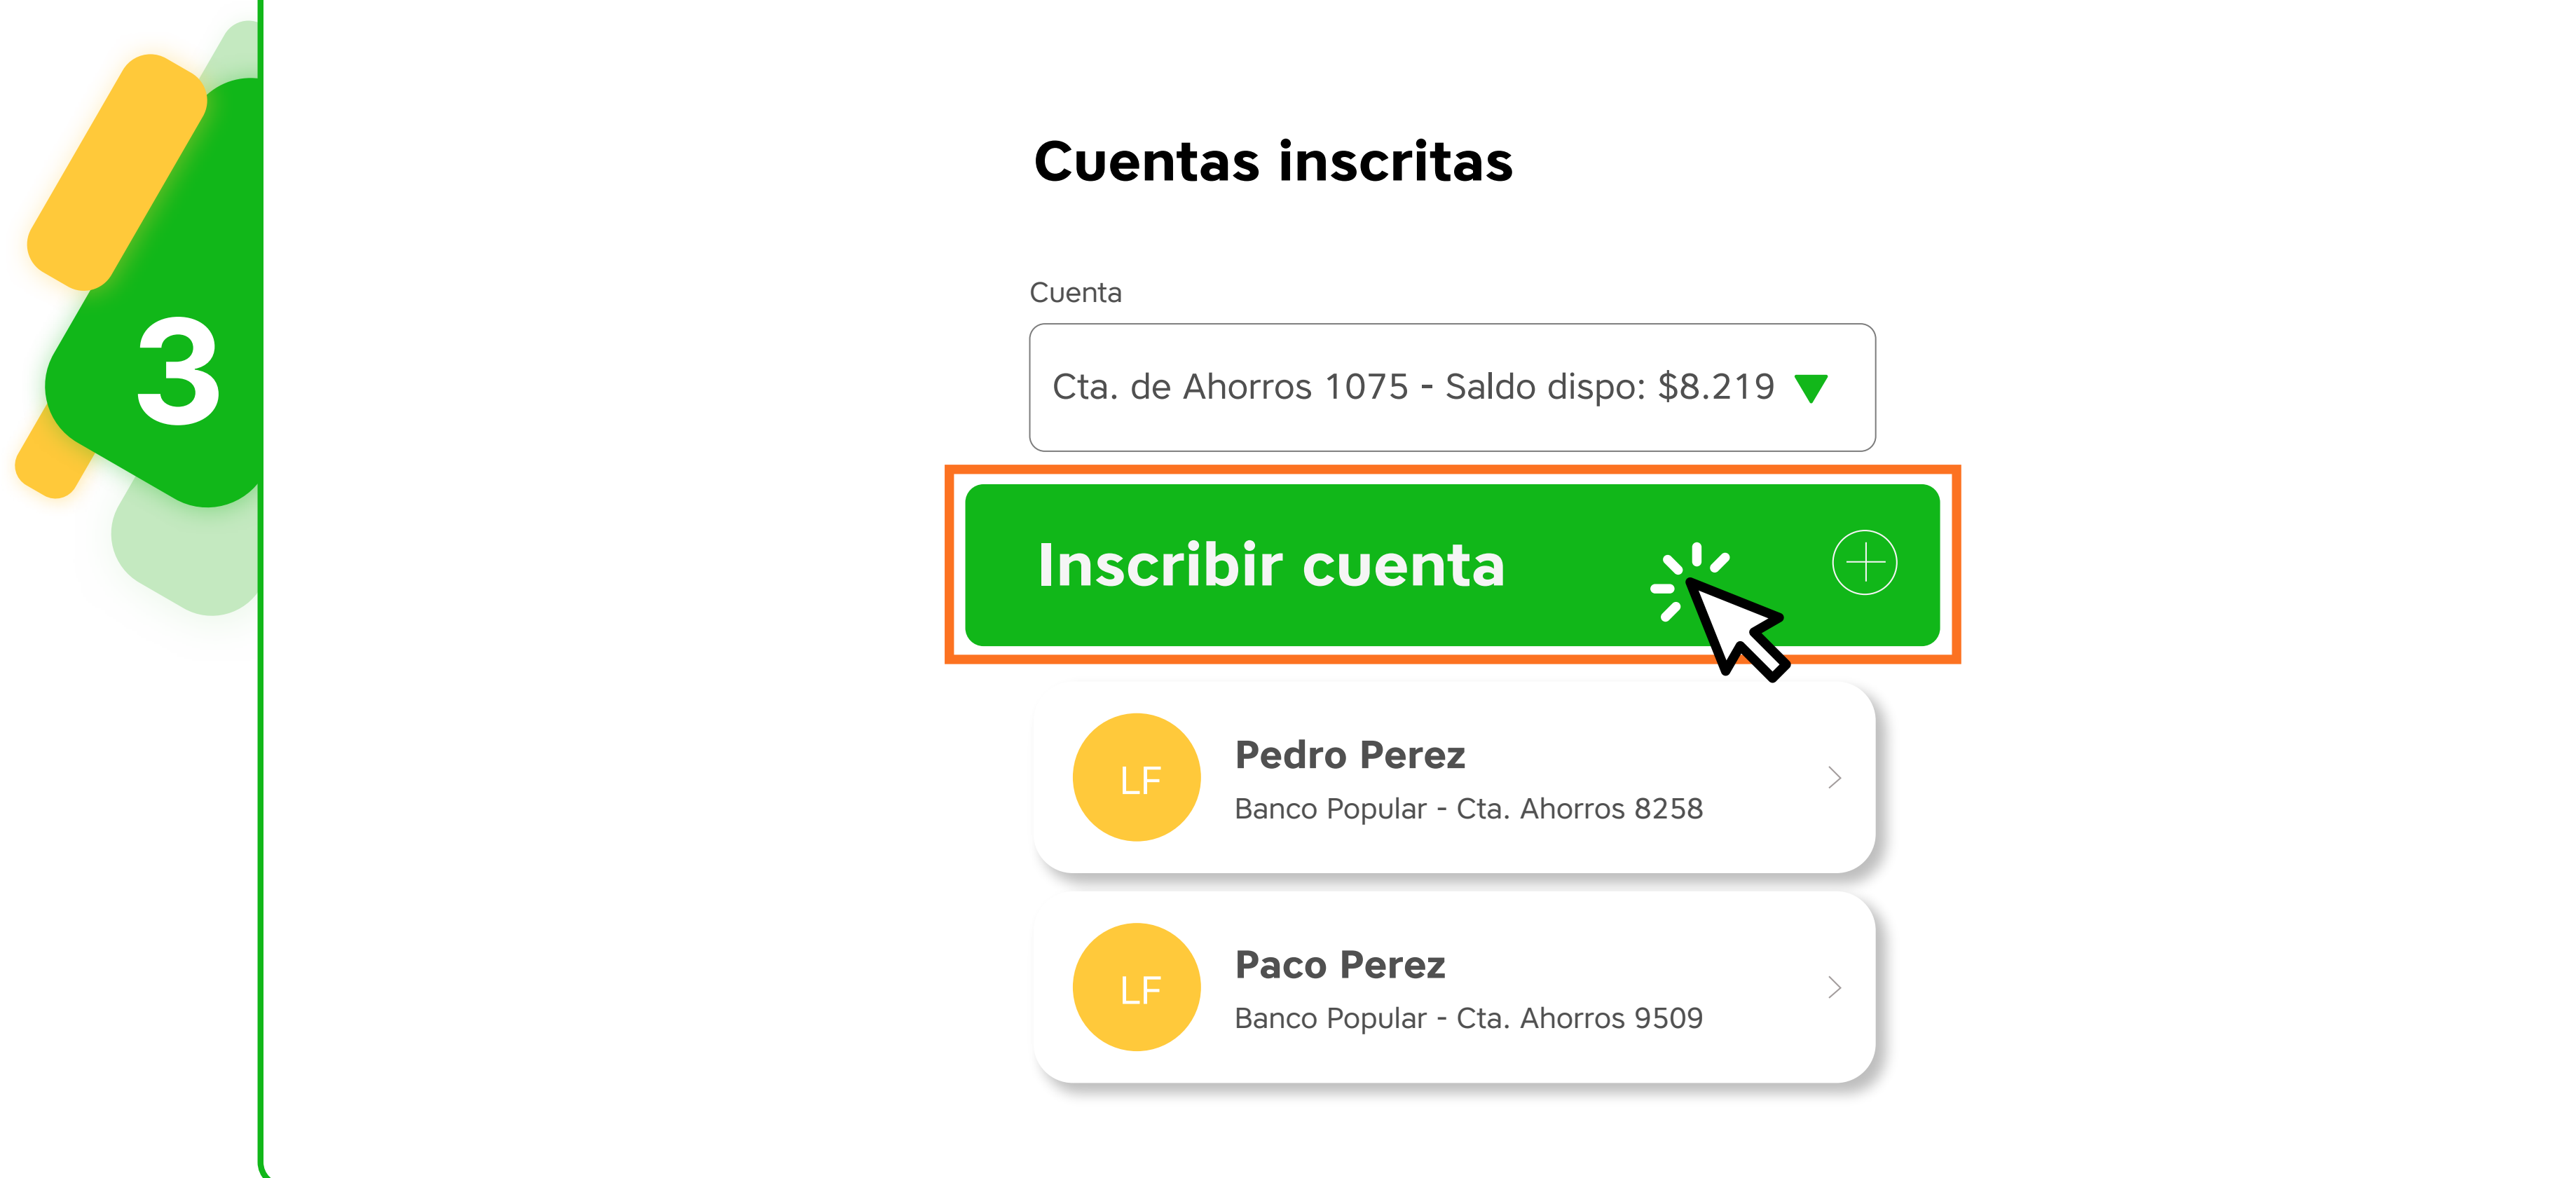 3
Cuentas inscritas
Cuenta
Cta. de Ahorros 1075 - Saldo dispo: $8.219
Inscribir cuenta
LF
Pedro Perez
Banco Popular - Cta. Ahorros 8258
LF
Paco Perez
Banco Popular - Cta. Ahorros 9509